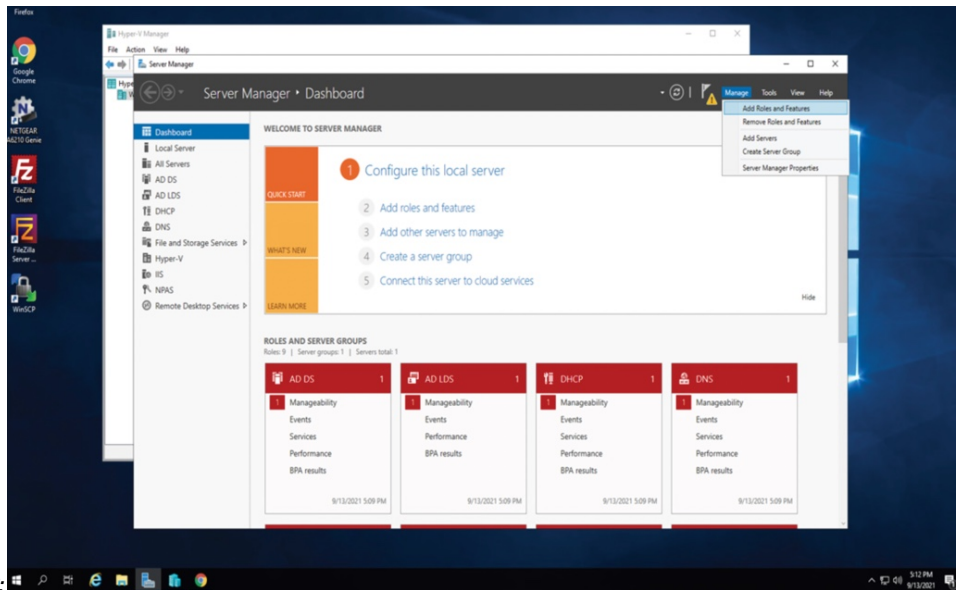 Firefox
Hyper-V Manager
File Action View Help
Server Manager
Google
Chrome
Server Manager • Dashboard
Manage Tools View Help
Add Roles and Features
Remove Roles and Features
Add Servers
Create Server Group
Server Manager Properties
NETGEAR
A6210 Genie
FileZilla
Client
FileZilla
Server ...
WinSCP
Dashboard
Local Server
All Servers
AD DS
AD LDS
DHCP
DNS
File and Storage Services
Hyper-V
IIS
NPAS
Remote Desktop Services
WELCOME TO SERVER MANAGER
QUICK START
WHAT'S NEW
LEARN MORE
1 Configure this local server
2 Add roles and features
3 Add other servers to manage
4 Create a server group
5 Connect this server to cloud services
Hide
ROLES AND SERVER GROUPS
Roles: 9 | Server groups: 1 | Servers total: 1
AD DS 1
1 Manageability
Events
Services
Performance
BPA results
9/13/2021 5:09 PM
AD LDS 1
1 Manageability
Events
Performance
BPA results
9/13/2021 5:09 PM
DHCP 1
1 Manageability
Events
Services
Performance
BPA results
9/13/2021 5:09 PM
DNS 1
1 Manageability
Events
Services
Performance
BPA results
9/13/2021 5:09 PM
5:12 PM
9/13/2021